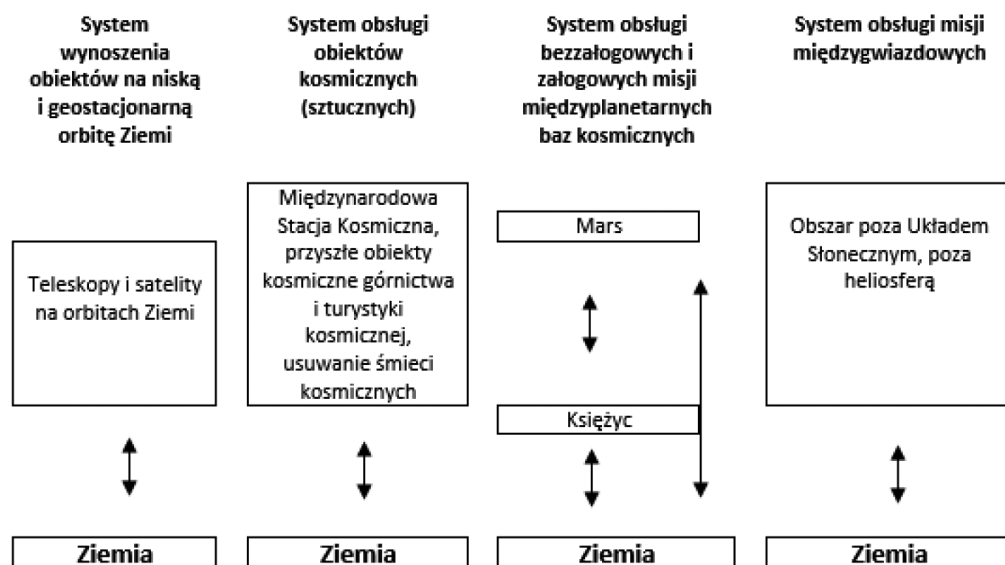 System
wynoszenia
obiektów na niską
i geostacjonarną
orbitę Ziemi
System obsługi
obiektów
kosmicznych
(sztucznych)
System obsługi
bezzałogowych i
załogowych misji
międzyplanetarnych
baz kosmicznych
System obsługi misji
międzygwiazdowych
Teleskopy i satelity
na orbitach Ziemi
Międzynarodowa
Stacja Kosmiczna,
przyszłe obiekty
kosmiczne górnictwa
i turystyki
kosmicznej,
usuwanie śmieci
kosmicznych
Mars
Księżyc
Obszar poza Układem
Słonecznym, poza
heliosferą
Ziemia
Ziemia
Ziemia
Ziemia